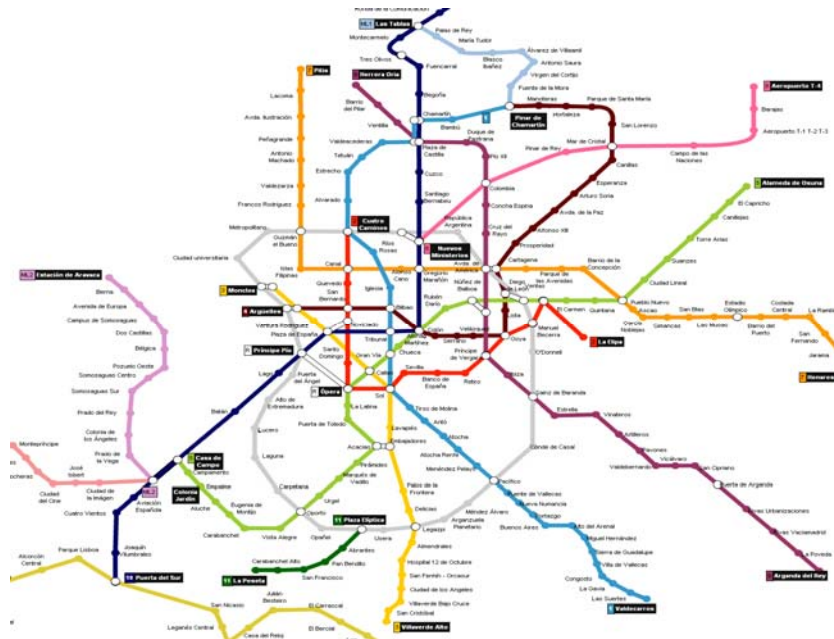 Las Tablas
Palas de Rey
Montecarmelo
María Tudor
Álvarez de Villaamil
Tres Olivos
Blasco
Ibáñez
Antonio Saura
Pitis
Herrera Oria
Fuencarral
Virgen del Cortijo
Lacoma
Barrio
del Pilar
Begoña
Fuente de la Mora
Aeropuerto T-4
Manoteras
Parque de Santa María
Avda. Ilustración
Ventilla
Chamartín
Pinar de
Chamartín
Hortaleza
Barajas
Peñagrande
Valdeacederas
Bambú
Duque de
Pastrana
San Lorenzo
Aeropuerto T-1 T-2 T-3
Plaza de
Castilla
Mar de Cristal
Antonio
Machado
Tetuán
Pío XII
Pinar de Rey
Campo de las
Naciones
Canillas
Valdezarza
Estrecho
Cuzco
Colombia
Esperanza
Alameda de Osuna
Francos Rodríguez
Alvarado
Santiago
Bernabeu
Arturo Soria
El Capricho
Concha Espina
Avda. de la Paz
Canillejas
Metropolitano
Guzmán
el Bueno
Cuatro
Caminos
República
Argentina
Cruz
del Rayo
Alfonso XIII
Torre Arias
Ríos
Rosas
Nuevos
Ministerios
Prosperidad
Suanzes
Ciudad universitaria
Canal
Avda. de
América
Cartagena
Barrio de la
Concepción
Ciudad Lineal
Islas
Filipinas
Alonso
Cano
Gregorio
Marañón
Parque de
las Avenidas
Estación de Aravaca
Quevedo
Iglesia
Núñez de
Balboa
Diego
de León
Pueblo Nuevo
Berna
Moncloa
San
Bernardo
Rubén
Darío
El Carmen
Quintana
Ascao
Avenida de Europa
Argüelles
Bilbao
Lista
García
Noblejas
San Blas
Estadio
Olímpico
Campus de Somosaguas
Ventura Rodríguez
Noviciado
Colón
Velázquez
Manuel
Becerra
Simancas
Las Musas
Barrio del
Puerto
San
Fernando
Dos Castillas
Plaza de España
Tribunal
Serrano
Goya
La Elipa
Jarama
Bélgica
Príncipe Pío
Santo
Domingo
Gran Vía
Chueca
Príncipe de
Vergara
O'Donnell
Henares
Pozuelo Oeste
Lago
Puerta
del Ángel
Callao
Sevilla
Banco de
España
Retiro
Ibiza
Somosaguas Centro
Ópera
Sol
Sainz de Baranda
Somosaguas Sur
Batán
Alto de
Extremadura
La Latina
Tirso de Molina
Estrella
Vinateros
Prado del Rey
Puerta de Toledo
Lavapiés
Antó
Artilleros
Colonia de
los Ángeles
Lucero
Acacias
Embajadores
Atocha
Conde de Casal
Pavones
Montepríncipe
Casa de
Campo
Laguna
Pirámides
Atocha Renfe
Vicálvaro
Prado de
la Vega
Campamento
Marqués de
Vadillo
Menéndez Pelayo
Valdebernardo
San Cipriano
José
Isbert
Colonia
Jardín
Empalme
Carpetana
Palos de la
Frontera
Pacífico
Puerta de Arganda
Ciudad
del Cine
Ciudad de
la Imagen
Aviación
Española
Aluche
Eugenia de
Montijo
Oporto
Urgel
Delicias
Puente de Vallecas
Méndez Álvaro
Nueva Numancia
Rivas Urbanizaciones
Cuatro Vientos
Carabanchel
Vista Alegre
Opañel
Plaza Elíptica
Usera
Legazpi
Arganzuela
Planetario
Portazgo
Buenos Aires
Alto del Arenal
Rivas Vaciamadrid
Parque Lisboa
Joaquín
Vilumbrales
Abrantes
Almendrales
Miguel Hernández
Alcorcón
Central
Carabanchel Alto
Pan Bendito
Hospital 12 de Octubre
Sierra de Guadalupe
La Poveda
Puerta del Sur
La Peseta
San Francisco
San Fermín - Orcasur
Villa de Vallecas
Arganda del Rey
Ciudad de los Angeles
Congosto
San Nicasio
Julián
Besteiro
El Carrascal
Villaverde Bajo Cruce
La Gavia
Las Suertes
San Cristóbal
Valdecarros
Leganés Central
Casa del Reloj
El Bercial
Villaverde Alto